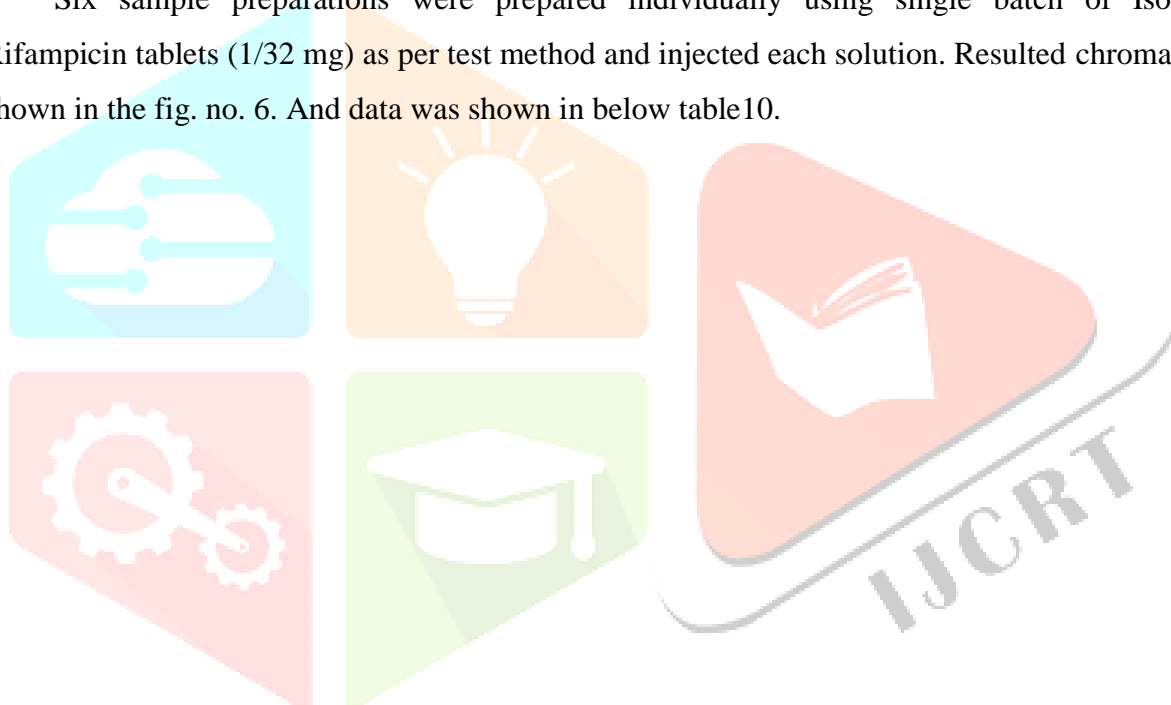 Six sample preparations were prepared individually using single batch of Iso
Rifampicin tablets (1/32 mg) as per test method and injected each solution. Resulted chroma
shown in the fig. no. 6. And data was shown in below table10.
IJCRT